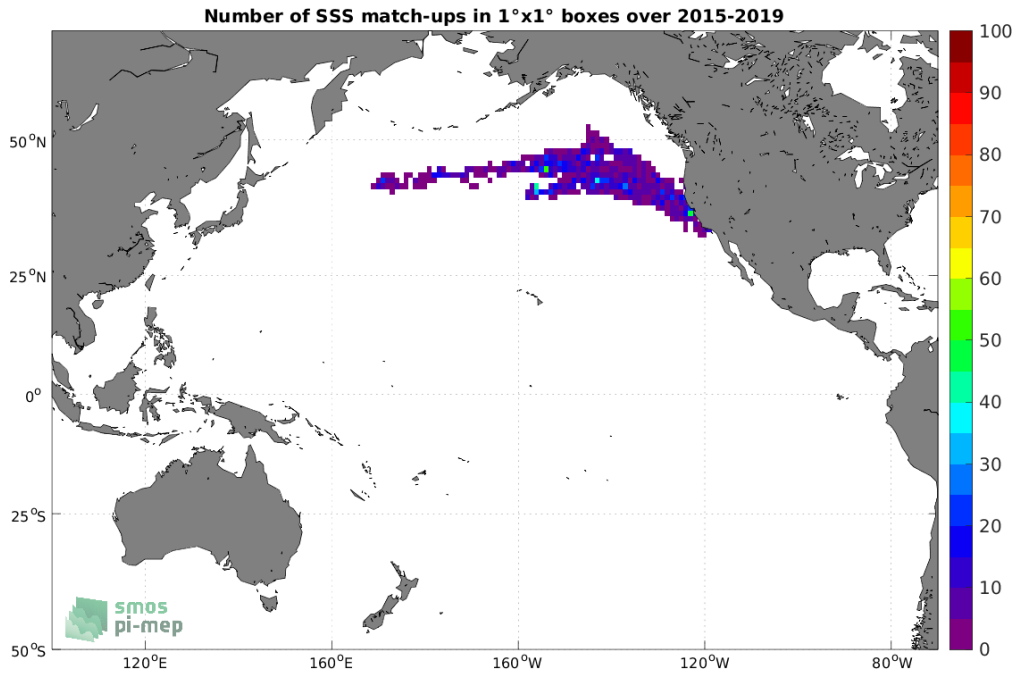 Number of SSS match-ups in 1°x1° boxes over 2015-2019
100
90
80
70
60
50
40
30
20
10
0
50°N
25°N
0°
25°S
50°S
120°E
160°E
160°W
120°W
80°W
smos
pi-mep